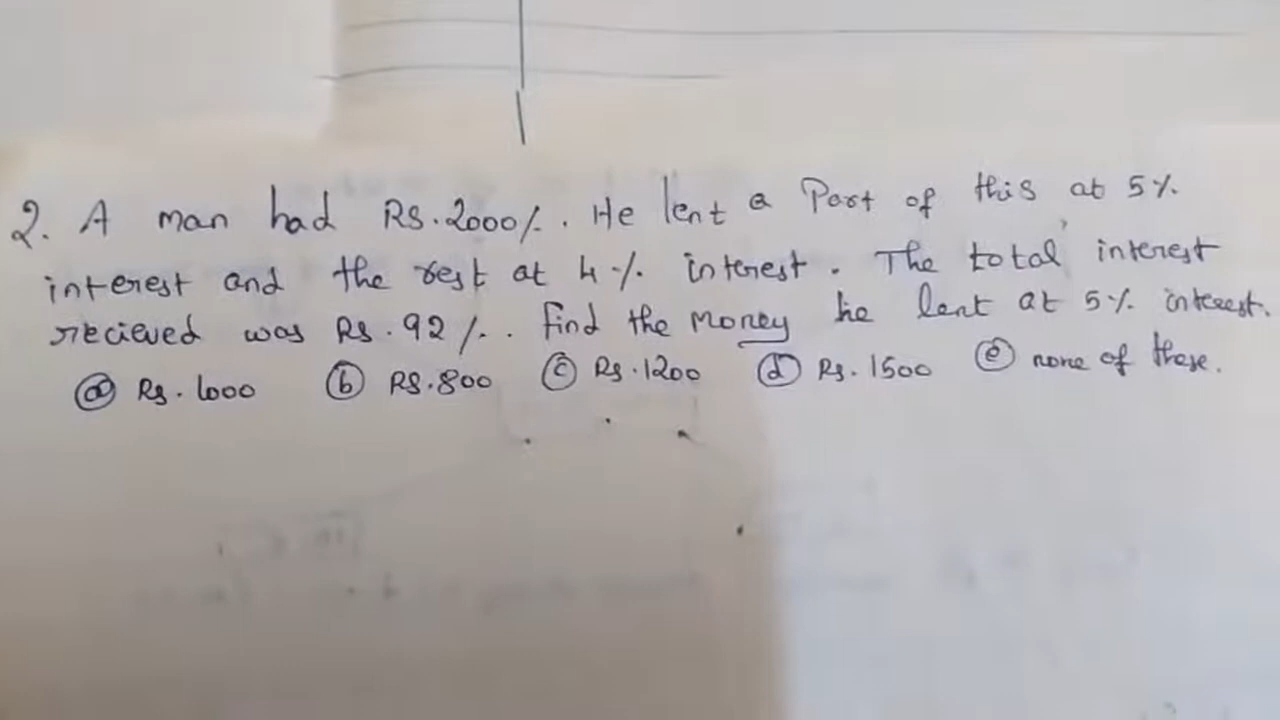 2. A man had RS.2000/-. He lent a Part of this at 5%
interest and the rest at 4% interest. The total interest
recieved was Rs.92/-. find the Money he lent at 5% interest.
(a) Rs.1000 (b) RS.800 (c) Rs.1200 (d) Rs.1500 (e) none of these.